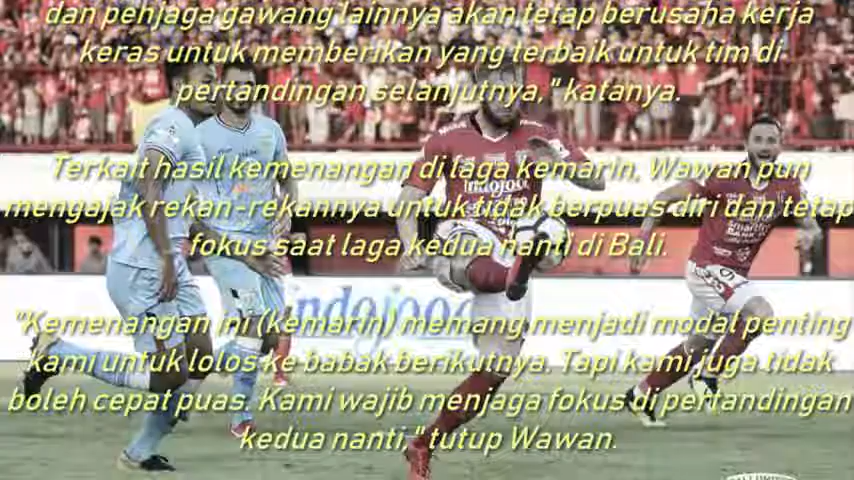 dan penjaga gawang lainnya akan tetap berusaha kerja
keras untuk memberikan yang terbaik untuk tim di
pertandingan selanjutnya," katanya.
Terkait hasil kemenangan di laga kemarin, Wawan pun
mengajak rekan-rekannya untuk tidak berpuas diri dan tetap
fokus saat laga kedua nanti di Bali.
"Kemenangan ini (kemarin) memang menjadi modal penting
kami untuk lolos ke babak berikutnya. Tapi kami juga tidak
boleh cepat puas. Kami wajib menjaga fokus di pertandingan
kedua nanti," tutup Wawan.
indofood